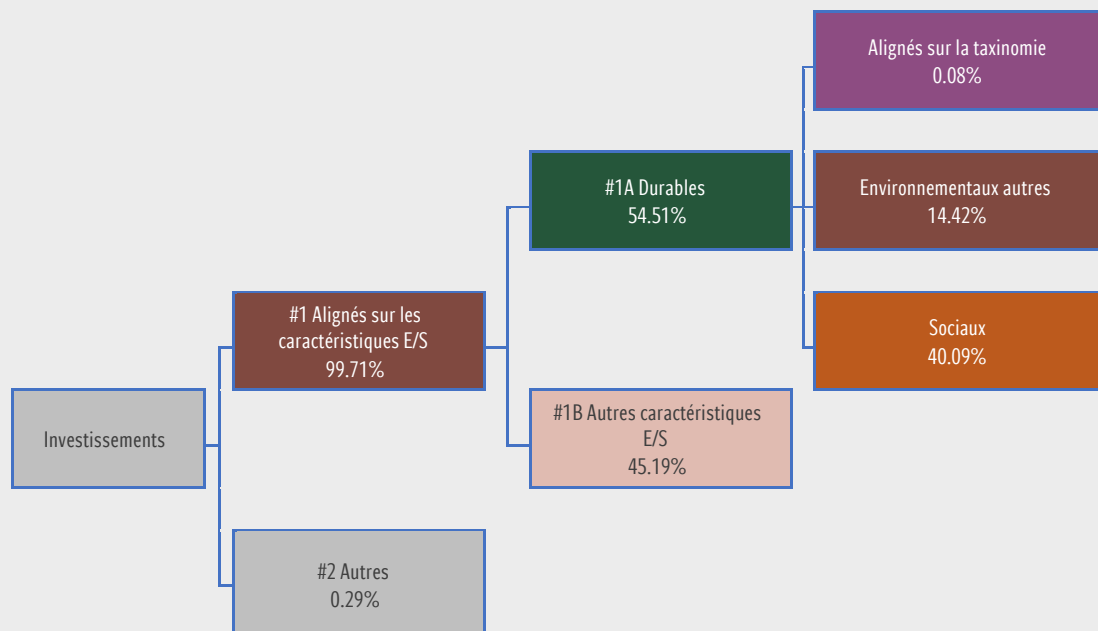 Alignés sur la taxinomie
0.08%
#1A Durables
54.51%
Environnementaux autres
14.42%
#1 Alignés sur les
caractéristiques E/S
99.71%
Sociaux
40.09%
Investissements
#1B Autres caractéristiques
E/S
45.19%
#2 Autres
0.29%